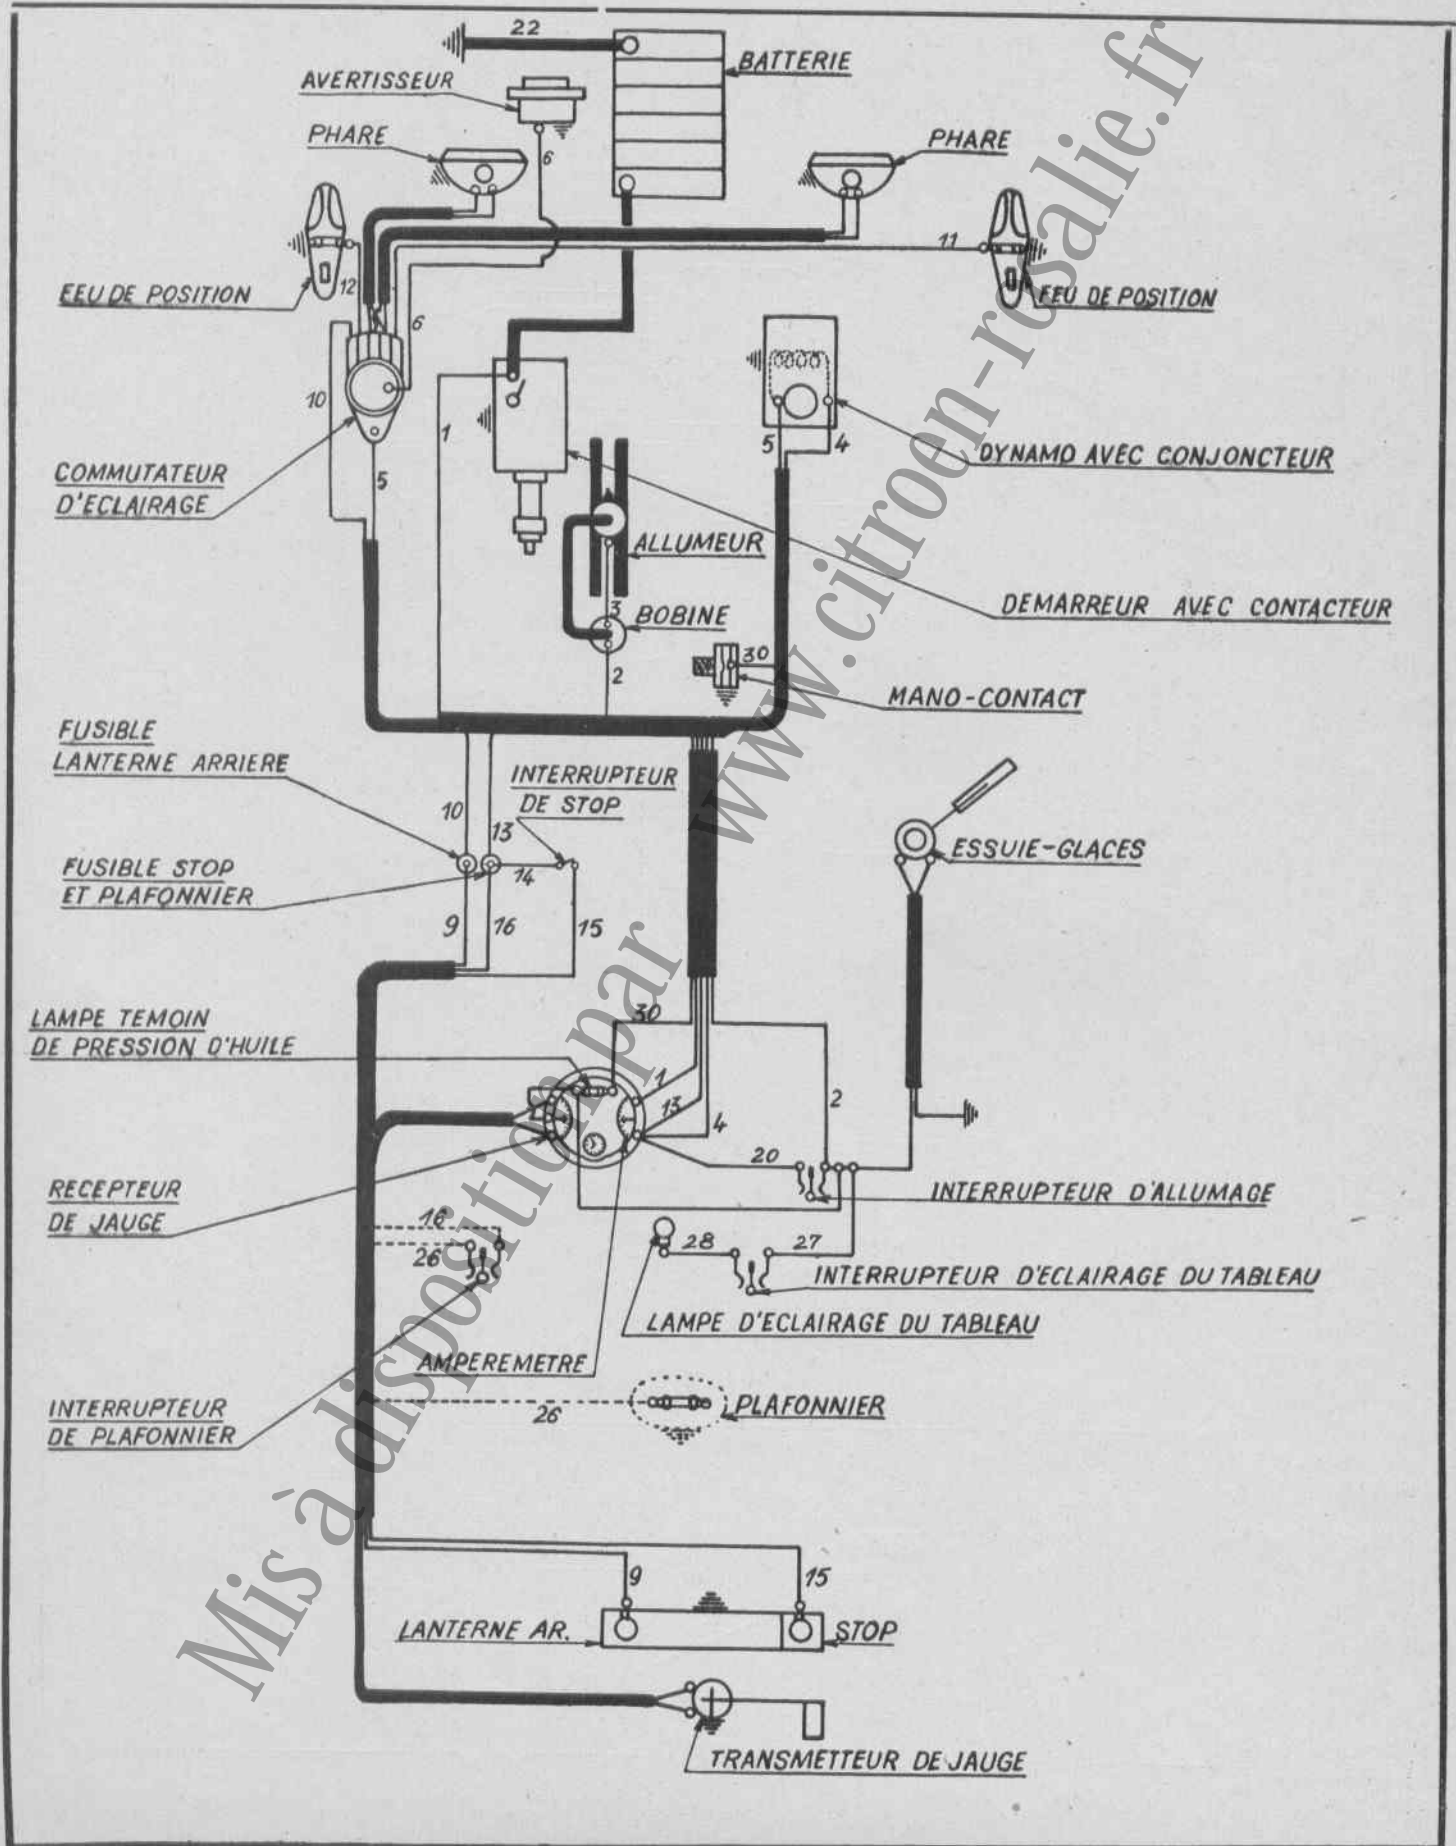 22
BATTERIE
AVERTISSEUR
PHARE
6
PHARE
11
12
FEU DE POSITION
6
FEU DE POSITION
10
1
5
4
DYNAMO AVEC CONJONCTEUR
COMMUTATEUR
D'ECLAIRAGE
5
ALLUMEUR
3
BOBINE
DEMARREUR AVEC CONTACTEUR
30
2
MANO-CONTACT
FUSIBLE
LANTERNE ARRIERE
INTERRUPTEUR
DE STOP
10
13
ESSUIE-GLACES
FUSIBLE STOP
ET PLAFONNIER
14
9
16
15
LAMPE TEMOIN
DE PRESSION D'HUILE
30
1
13
4
2
20
RECEPTEUR
DE JAUGE
INTERRUPTEUR D'ALLUMAGE
16
26
28
27
INTERRUPTEUR D'ECLAIRAGE DU TABLEAU
LAMPE D'ECLAIRAGE DU TABLEAU
AMPEREMETRE
INTERRUPTEUR
DE PLAFONNIER
26
PLAFONNIER
9
15
LANTERNE AR.
STOP
TRANSMETTEUR DE JAUGE
Mis à disposition par www.citroen-rosalie.fr